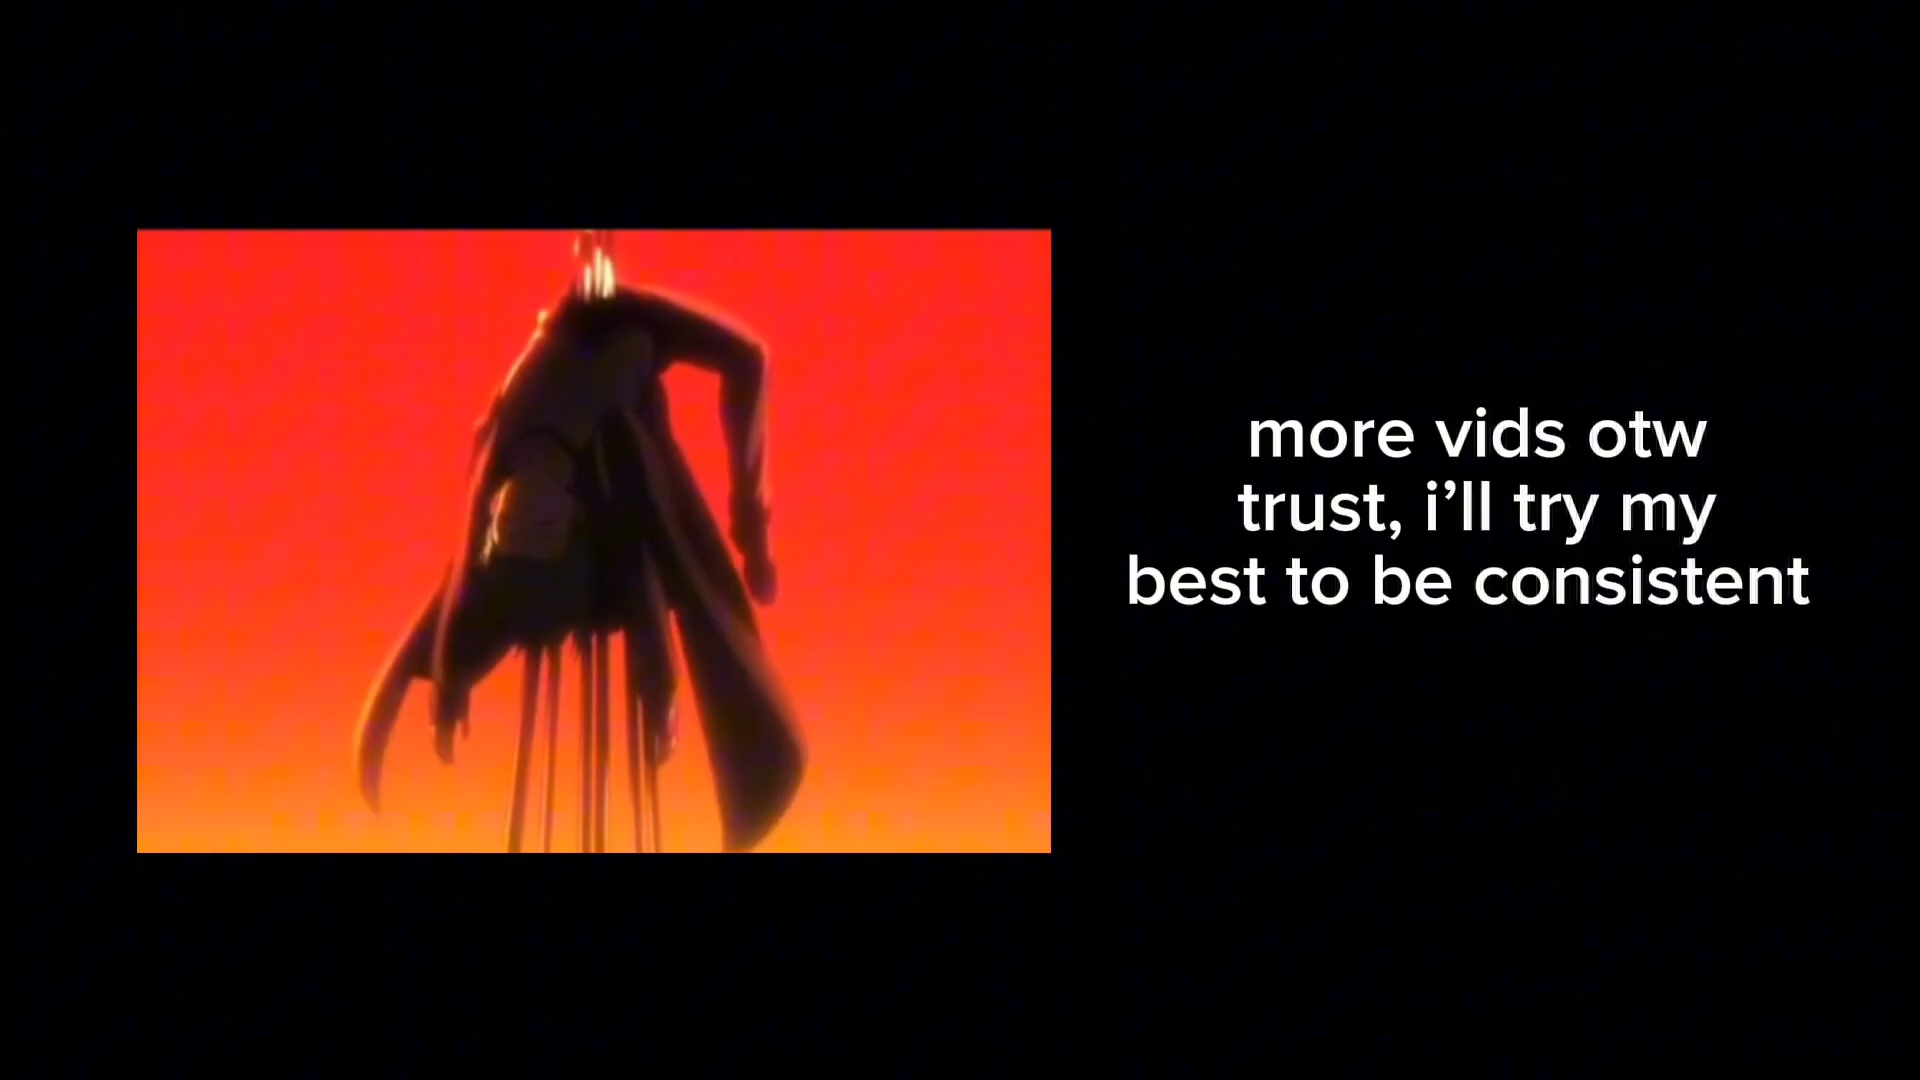 more vids otw
trust, i’ll try my
best to be consistent